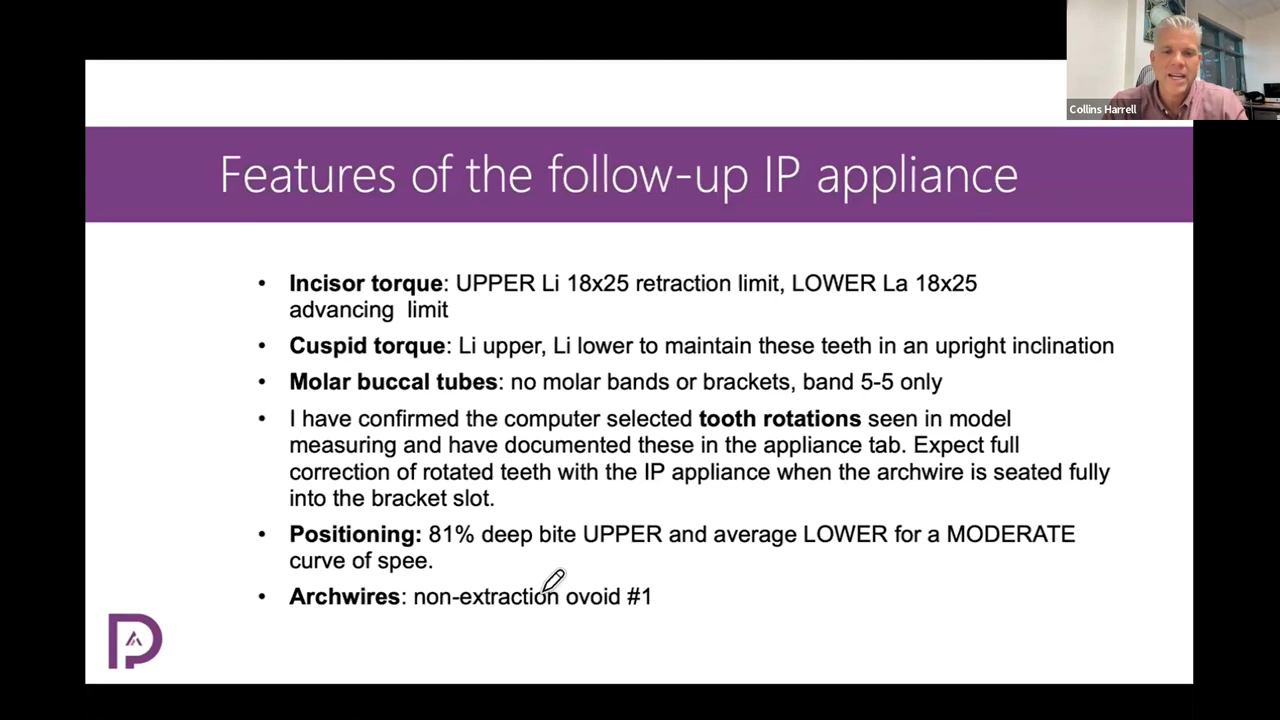 Collins Harrell
Features of the follow-up IP appliance
• Incisor torque: UPPER Li 18x25 retraction limit, LOWER La 18x25
advancing limit
• Cuspid torque: Li upper, Li lower to maintain these teeth in an upright inclination
• Molar buccal tubes: no molar bands or brackets, band 5-5 only
• I have confirmed the computer selected tooth rotations seen in model
measuring and have documented these in the appliance tab. Expect full
correction of rotated teeth with the IP appliance when the archwire is seated fully
into the bracket slot.
• Positioning: 81% deep bite UPPER and average LOWER for a MODERATE
curve of spee.
• Archwires: non-extraction ovoid #1